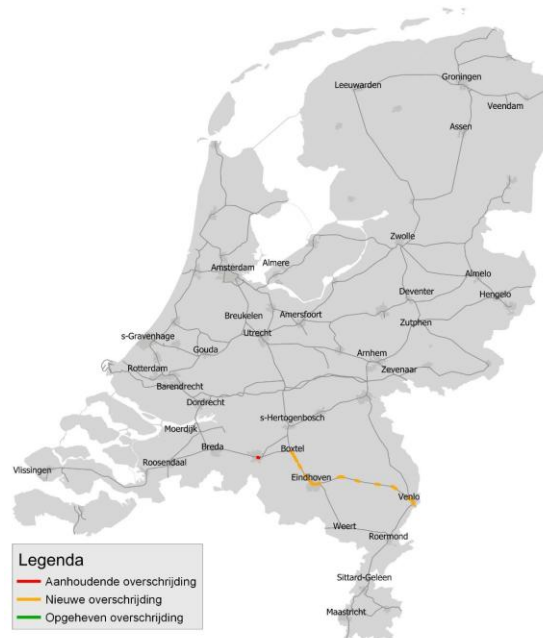 Groningen
Leeuwarden
Veendam
Assen
Zwolle
Almere
Amsterdam
Almelo
Deventer
Hengelo
Breukelen
Amersfoort
Zutphen
s-Gravenhage
Utrecht
Gouda
Arnhem
Rotterdam
Zevenaar
Barendrecht
Dordrecht
s-Hertogenbosch
Moerdijk
Breda
Boxtel
Roosendaal
Vlissingen
Eindhoven
Venlo
Weert
Roermond
Legenda
Aanhoudende overschrijding
Nieuwe overschrijding
Opgeheven overschrijding
Sittard-Geleen
Maastricht